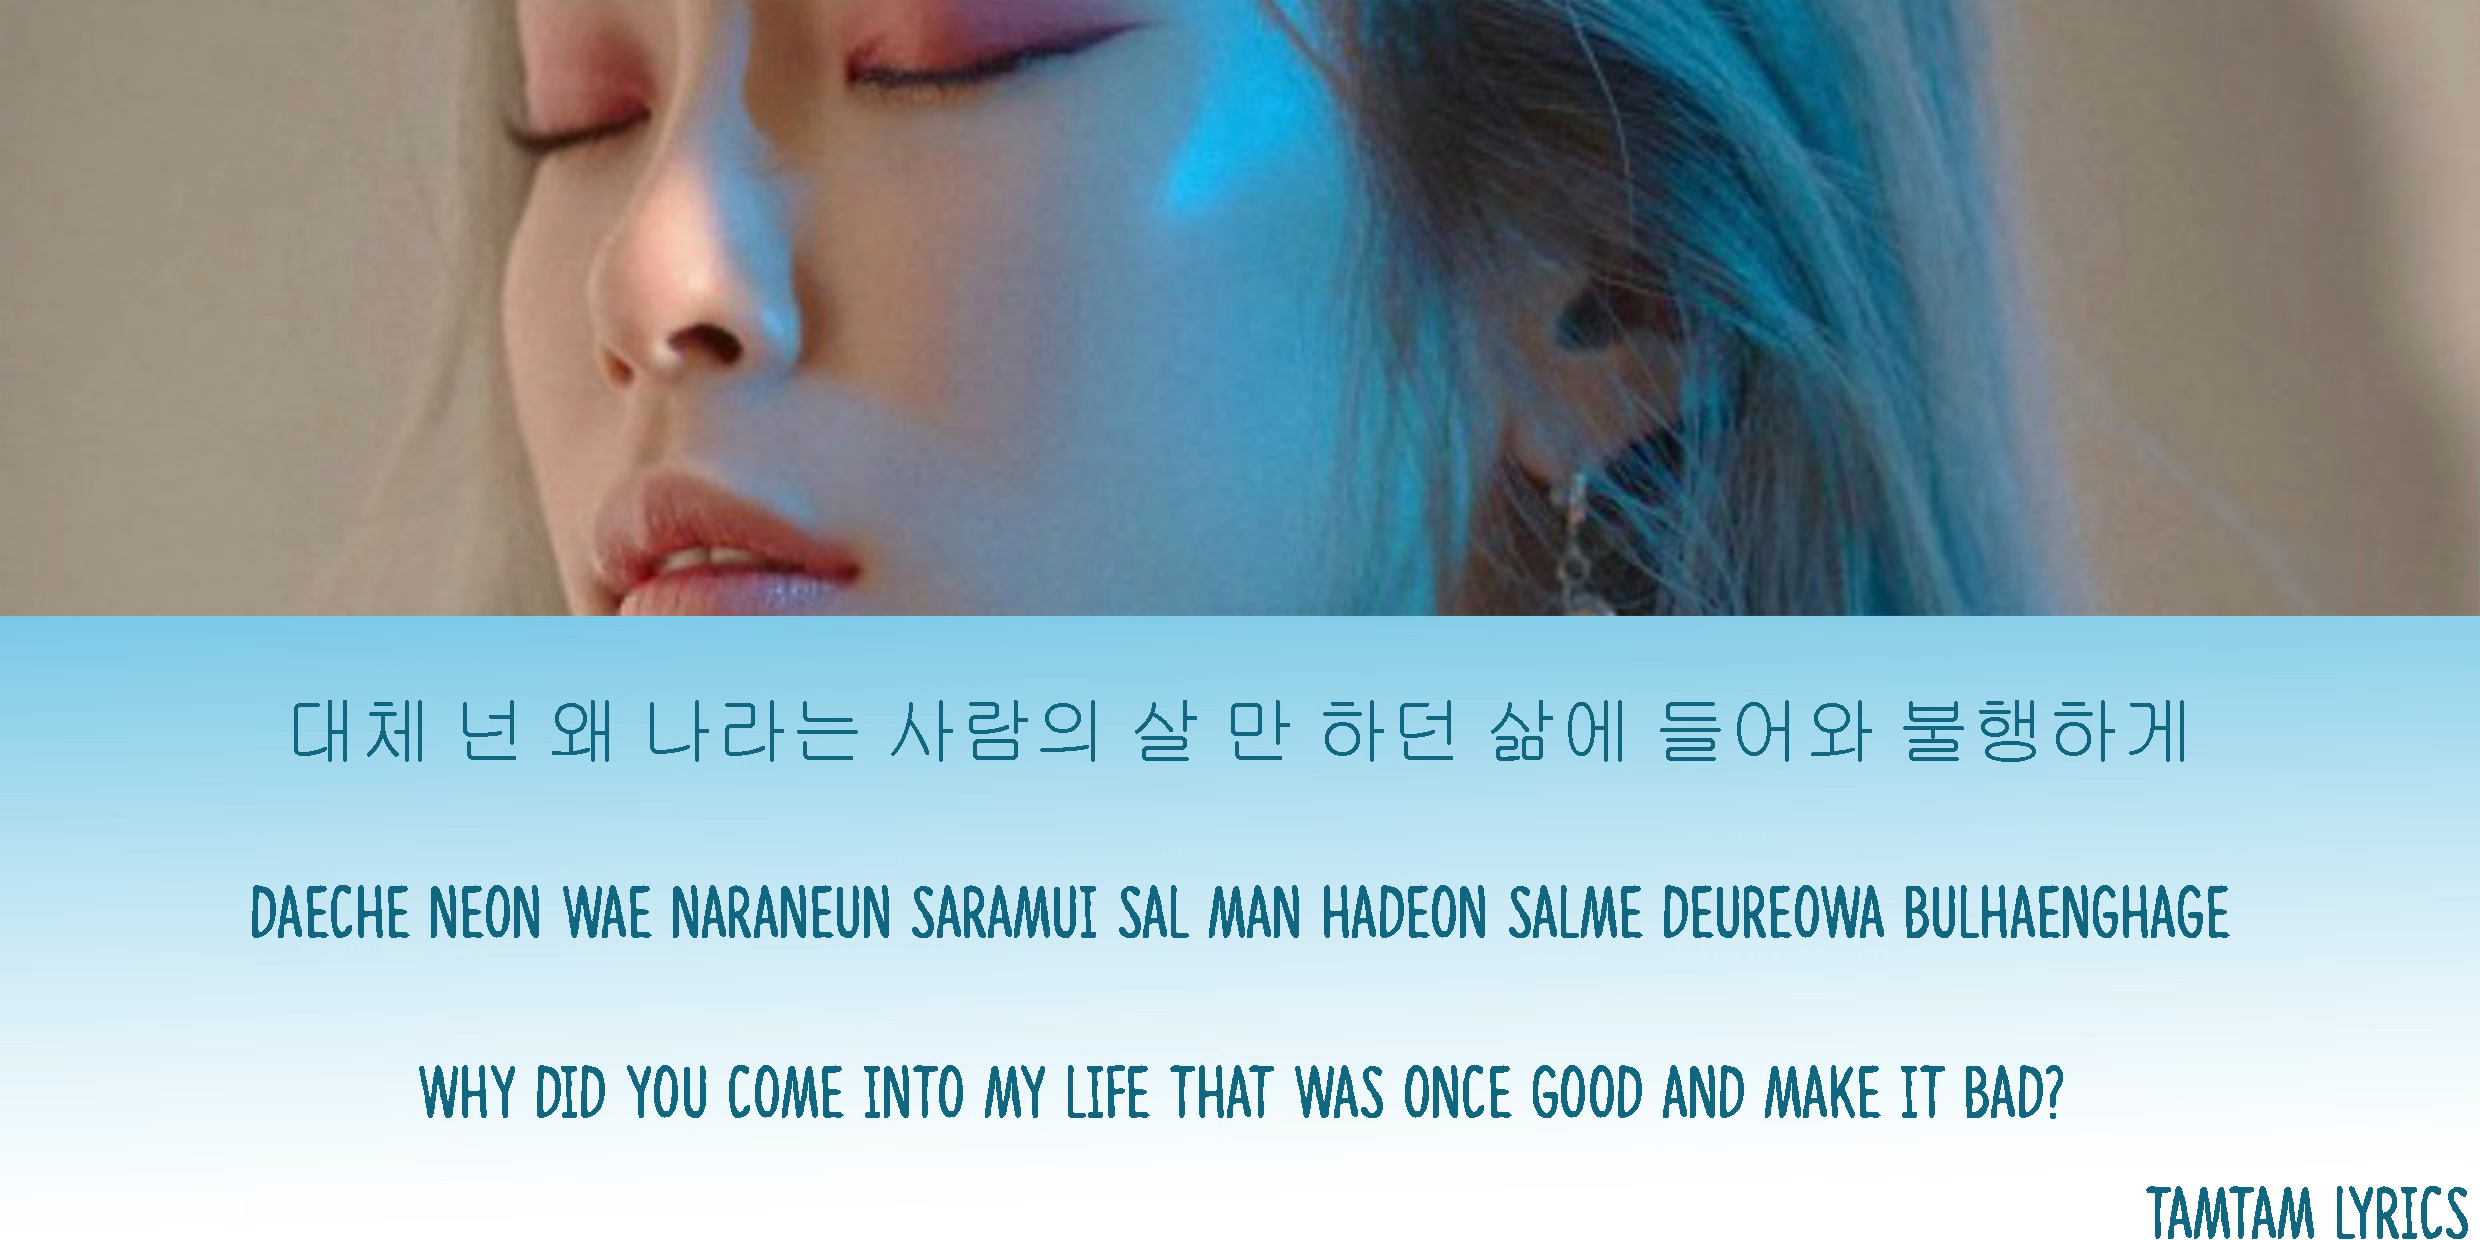 대체 넌 왜 나라는 사람의 살 만 하던 삶에 들어와 불행하게
DAECHE NEON WAE NARANEUN SARAMUI SAL MAN HADEON SALME DEUREOWA BULHAENGHAGE
WHY DID YOU COME INTO MY LIFE THAT WAS ONCE GOOD AND MAKE IT BAD?
TAMTAM LYRICS